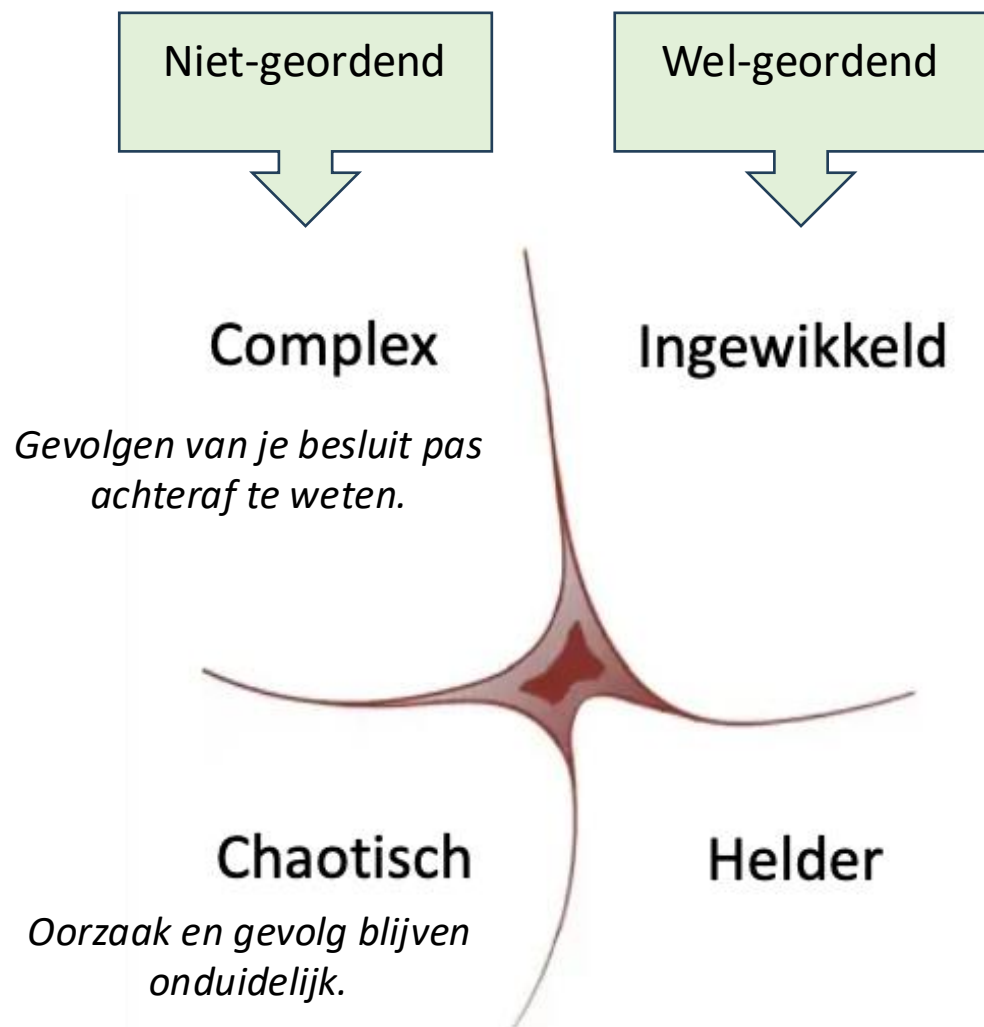 Niet-geordend
Wel-geordend
Complex
Ingewikkeld
Gevolgen van je besluit pas
achteraf te weten.
Chaotisch
Helder
Oorzaak en gevolg blijven
onduidelijk.